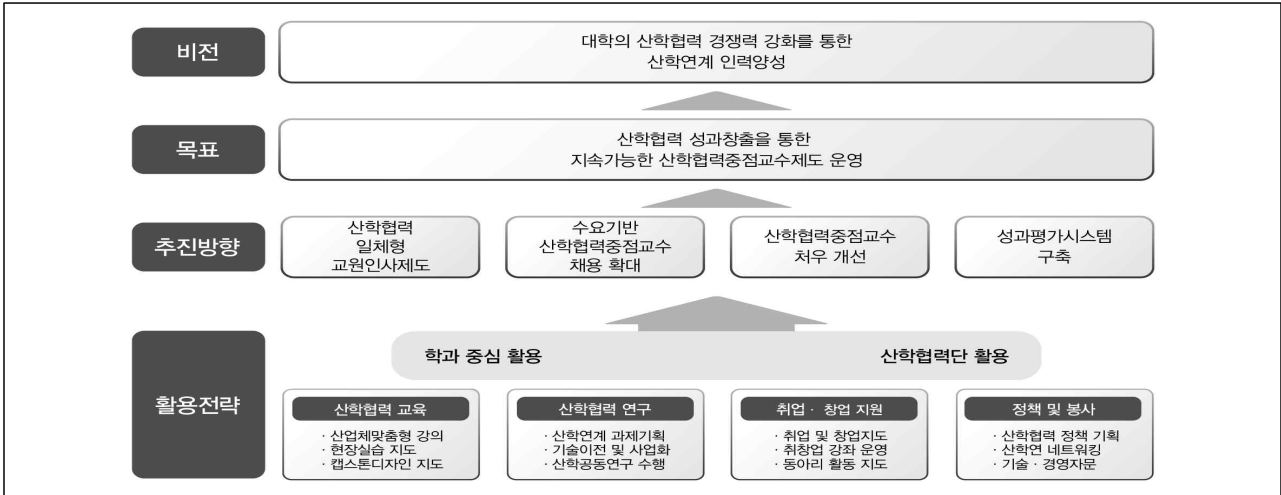 비전
대학의 산학협력 경쟁력 강화를 통한
산학연계 인력양성
목표
산학협력 성과창출을 통한
지속가능한 산학협력중점교수제도 운영
추진방향
산학협력
일체형
교원인사제도
수요기반
산학협력중점교수
채용 확대
산학협력중점교수
처우 개선
성과평가시스템
구축
활용전략
학과 중심 활용
산학협력단 활용
산학협력 교육
· 산업체맞춤형 강의
· 현장실습 지도
· 캡스톤디자인 지도
산학협력 연구
· 산학연계 과제기획
· 기술이전 및 사업화
· 산학공동연구 수행
취업 · 창업 지원
· 취업 및 창업지도
· 취창업 강좌 운영
· 동아리 활동 지도
정책 및 봉사
· 산학협력 정책 기획
· 산학연 네트워킹
· 기술 · 경영자문